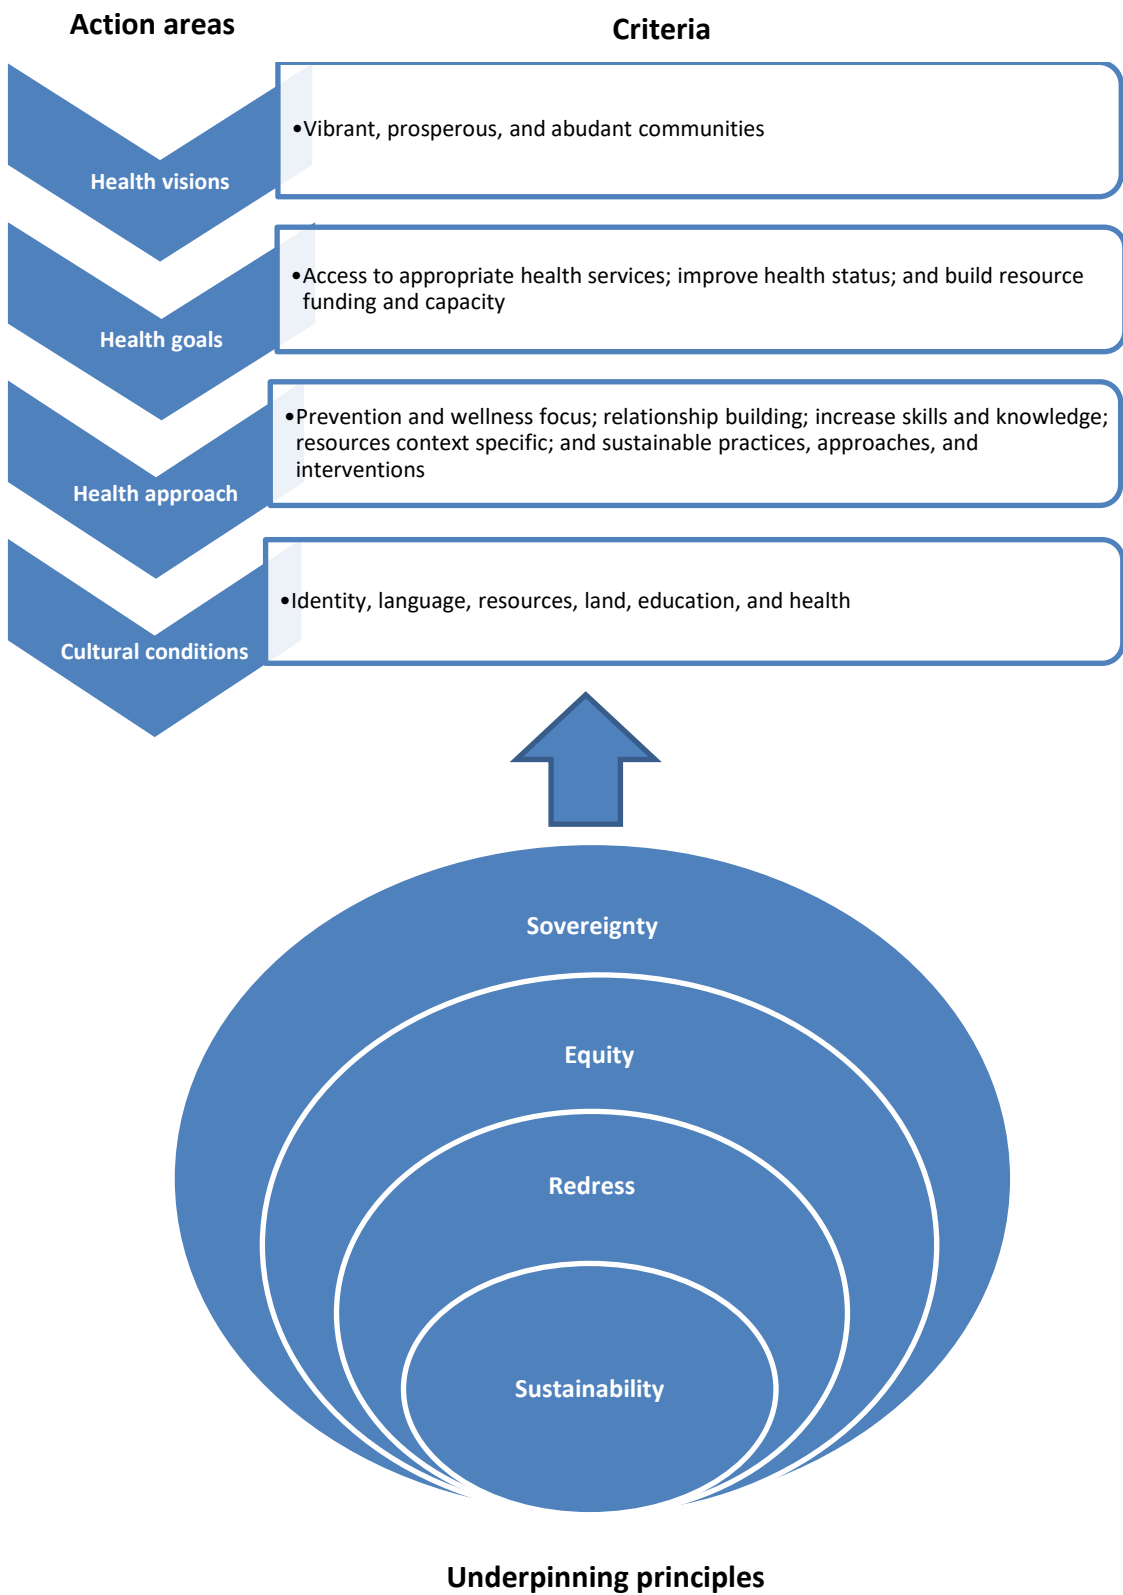 Action areas
Criteria
Health visions
•Vibrant, prosperous, and abudant communities
Health goals
•Access to appropriate health services; improve health status; and build resource
funding and capacity
Health approach
•Prevention and wellness focus; relationship building; increase skills and knowledge;
resources context specific; and sustainable practices, approaches, and
interventions
Cultural conditions
•Identity, language, resources, land, education, and health
Sovereignty
Equity
Redress
Sustainability
Underpinning principles